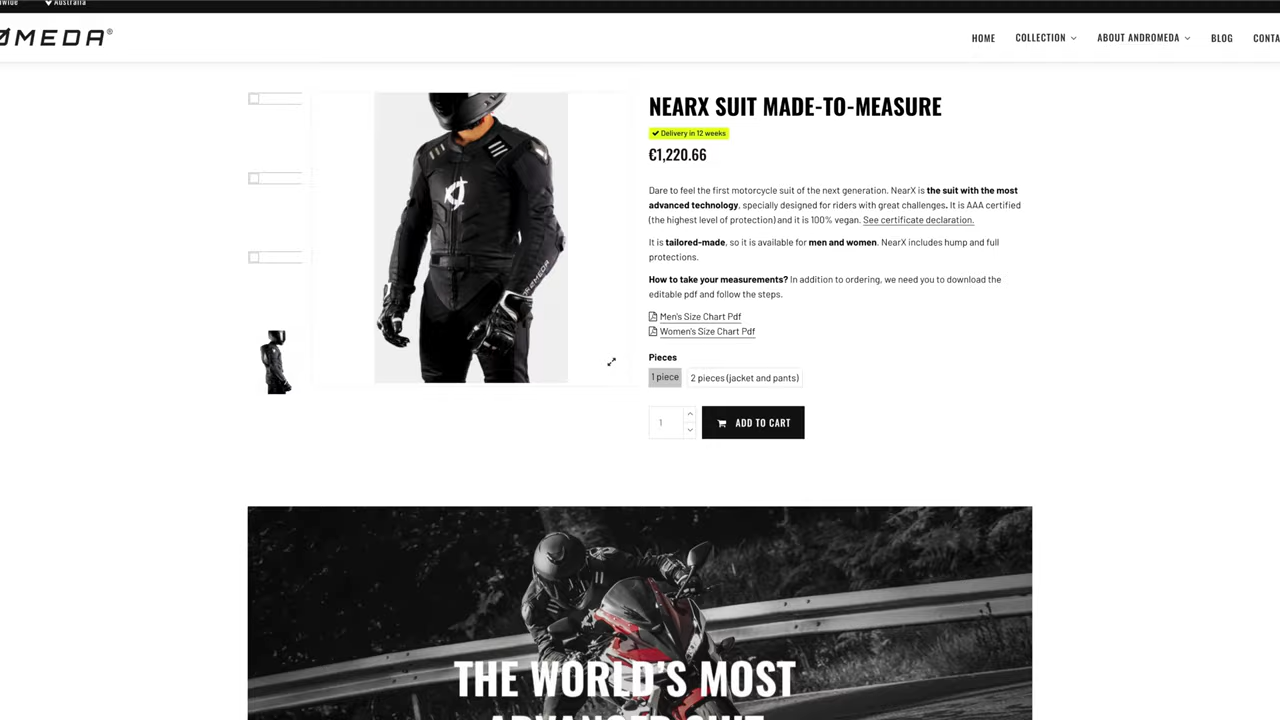 Australia
ØMEDA®
HOME
COLLECTION
ABOUT ANDROMEDA
BLOG
CONTA
NEARX SUIT MADE-TO-MEASURE
Delivery in 12 weeks
€1,220.66
Dare to feel the first motorcycle suit of the next generation. NearX is the suit with the most
advanced technology, specially designed for riders with great challenges. It is AAA certified
(the highest level of protection) and it is 100% vegan. See certificate declaration.
It is tailored-made, so it is available for men and women. NearX includes hump and full
protections.
How to take your measurements? In addition to ordering, we need you to download the
editable pdf and follow the steps.
Men's Size Chart Pdf
Women's Size Chart Pdf
Pieces
1 piece
2 pieces (jacket and pants)
1
ADD TO CART
THE WORLD'S MOST
ADVANCED SUIT